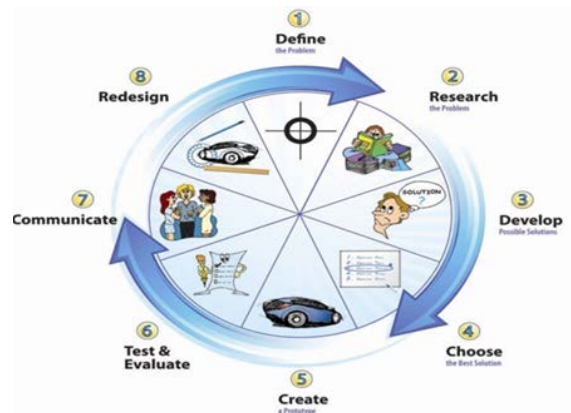 1
Define
the Problem
2
Research
the Problem
3
Develop
Possible Solutions
4
Choose
the Best Solution
5
Create
a Prototype
6
Test &
Evaluate
7
Communicate
8
Redesign
SOLUTION
?